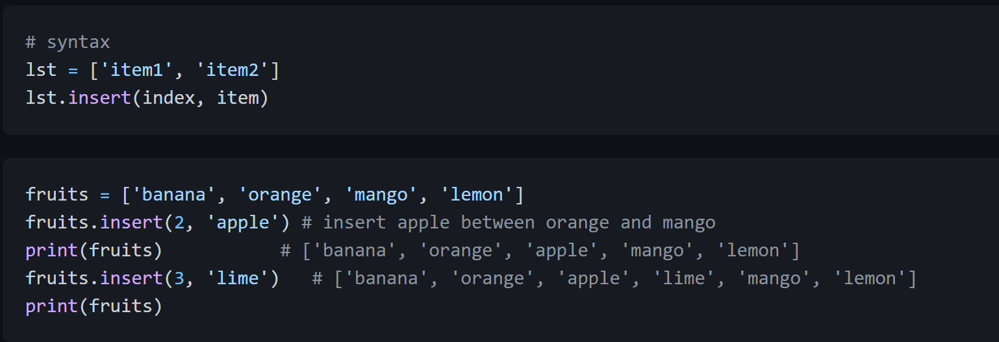 # syntax
lst = ['item1', 'item2']
lst.insert(index, item)
fruits = ['banana', 'orange', 'mango', 'lemon']
fruits.insert(2, 'apple') # insert apple between orange and mango
print(fruits)           # ['banana', 'orange', 'apple', 'mango', 'lemon']
fruits.insert(3, 'lime')   # ['banana', 'orange', 'apple', 'lime', 'mango', 'lemon']
print(fruits)